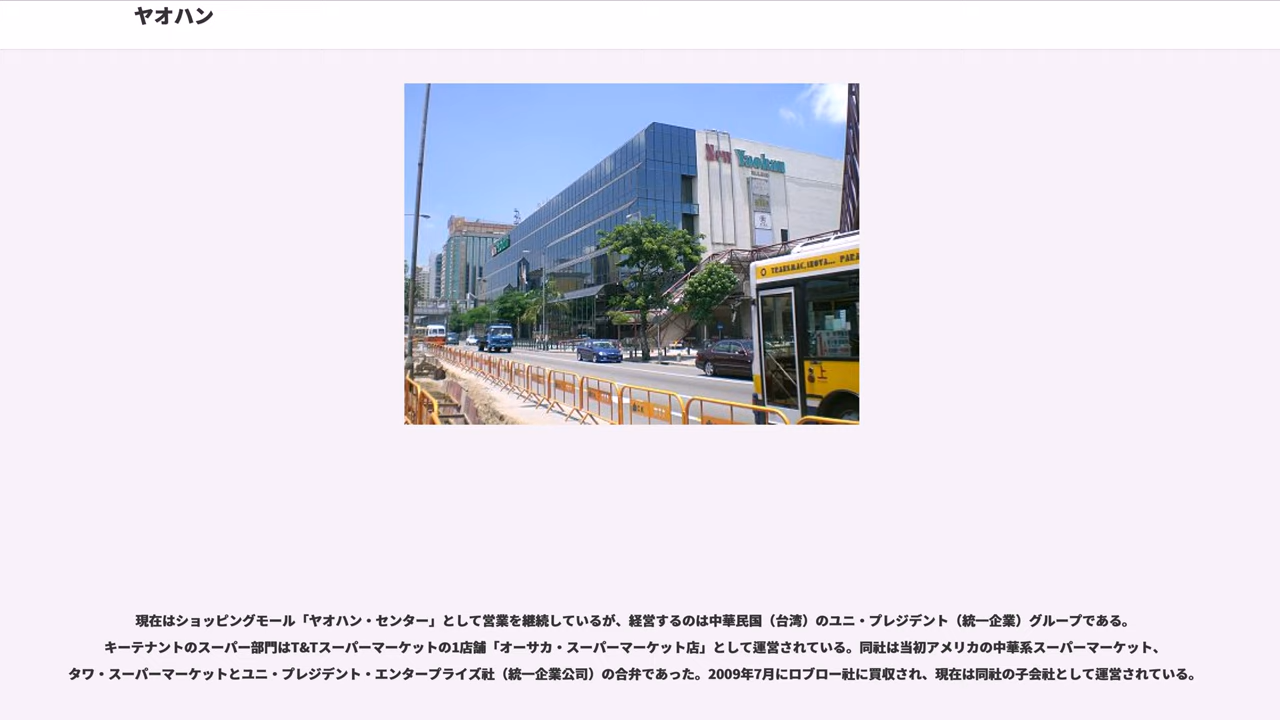 ヤオハン
New Yaohan
現在はショッピングモール「ヤオハン・センター」として営業を継続しているが、経営するのは中華民国（台湾）のユニ・プレジデント（統一企業）グループである。
キーテナントのスーパー部門はT&Tスーパーマーケットの1店舗「オーサカ・スーパーマーケット店」として運営されている。同社は当初アメリカの中華系スーパーマーケット、
タワ・スーパーマーケットとユニ・プレジデント・エンタープライズ社（統一企業公司）の合弁であった。2009年7月にロブロー社に買収され、現在は同社の子会社として運営されている。